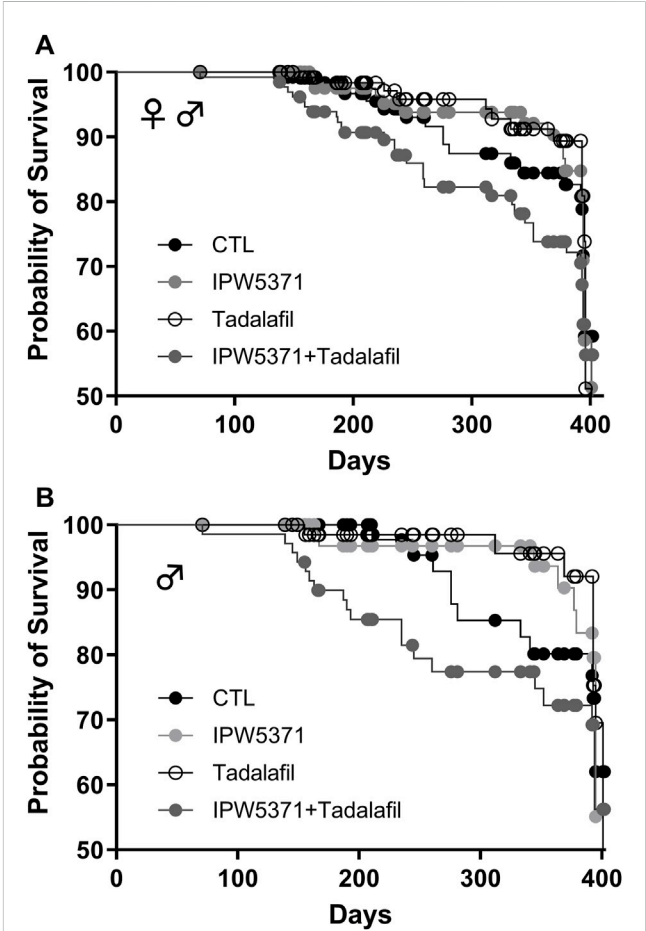 A
Probability of Survival
100
90
80
70
60
50
♀ ♂
CTL
IPW5371
Tadalafil
IPW5371+Tadalafil
0 100 200 300 400
Days
B
Probability of Survival
100
90
80
70
60
50
♂
CTL
IPW5371
Tadalafil
IPW5371+Tadalafil
0 100 200 300 400
Days